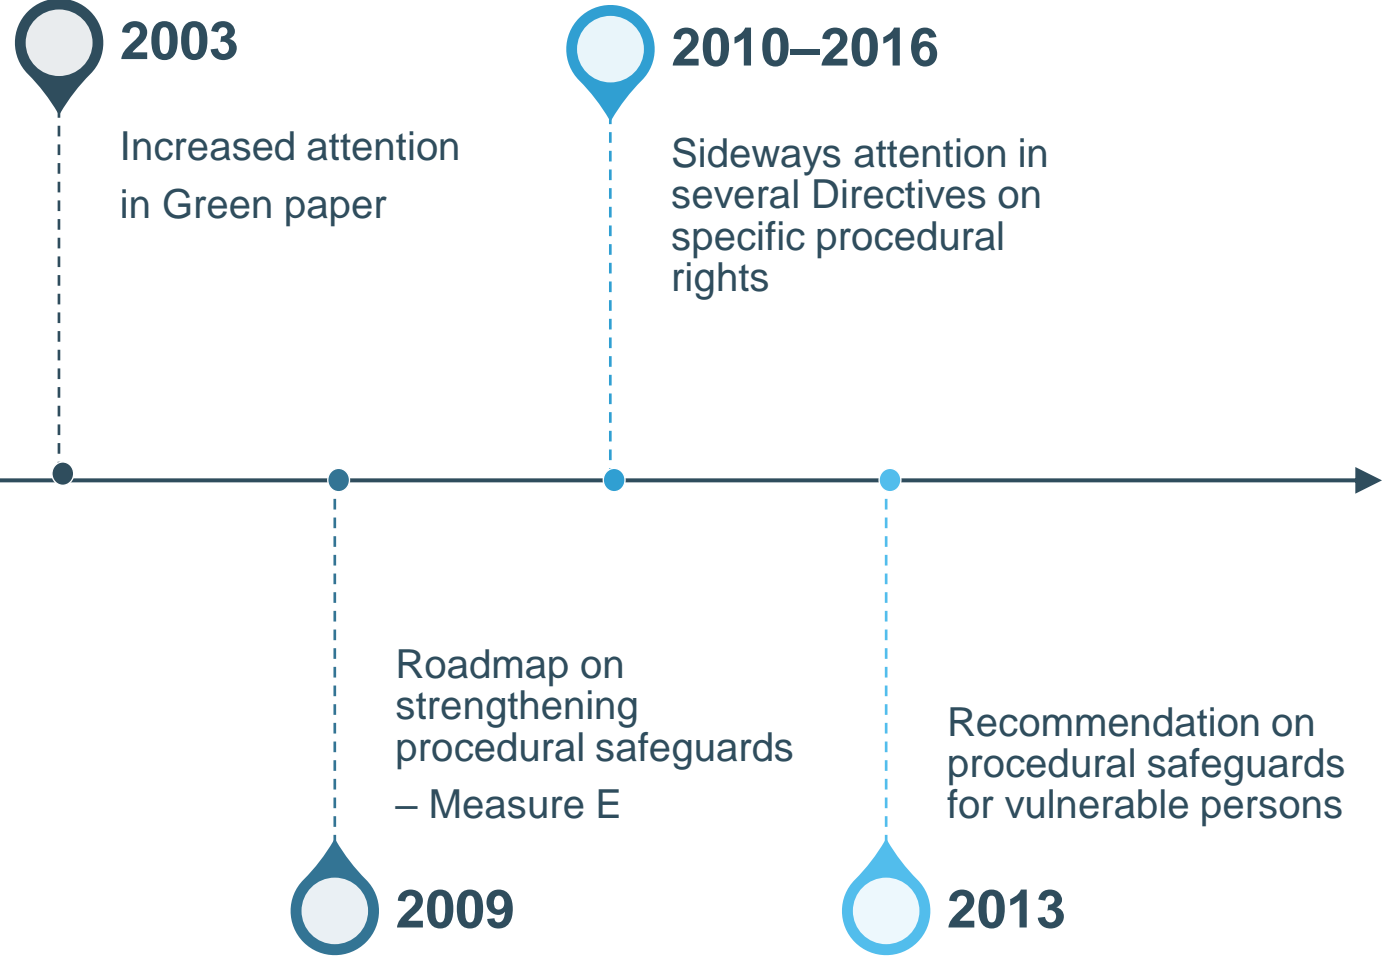 2003
Increased attention
in Green paper
2010–2016
Sideways attention in
several Directives on
specific procedural
rights
Roadmap on
strengthening
procedural safeguards
– Measure E
2009
Recommendation on
procedural safeguards
for vulnerable persons
2013